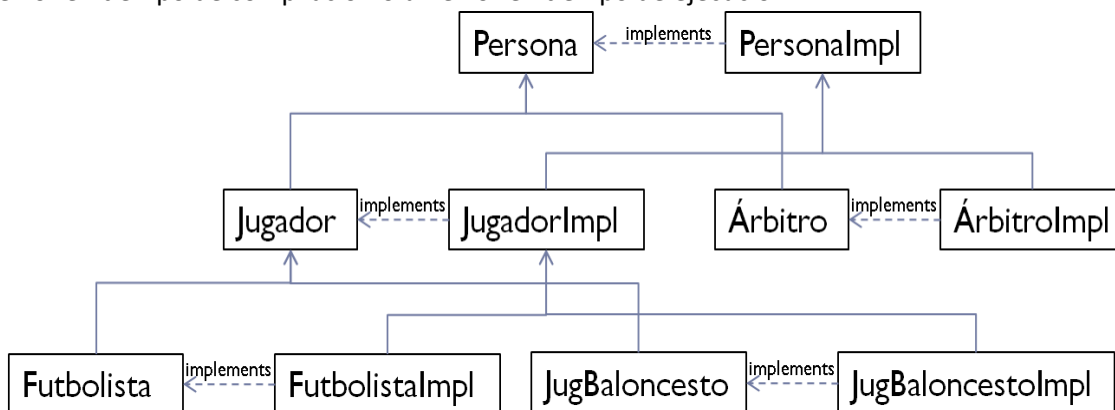 Persona
implements
PersonaImpl
Jugador
implements
JugadorImpl
Árbitro
implements
ÁrbitroImpl
Futbolista
implements
FutbolistaImpl
JugBaloncesto
implements
JugBaloncestoImpl